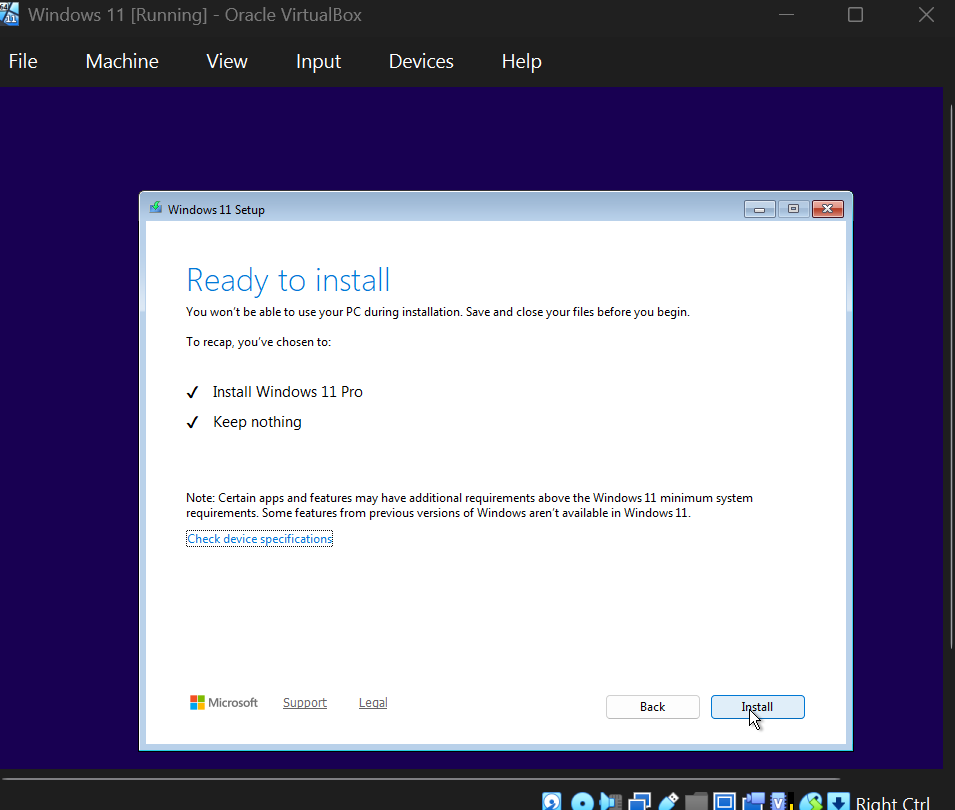 Windows 11 [Running] - Oracle VirtualBox
File Machine View Input Devices Help
Windows 11 Setup
Ready to install
You won't be able to use your PC during installation. Save and close your files before you begin.
To recap, you've chosen to:
✓ Install Windows 11 Pro
✓ Keep nothing
Note: Certain apps and features may have additional requirements above the Windows 11 minimum system
requirements. Some features from previous versions of Windows aren't available in Windows 11.
Check device specifications
Microsoft Support Legal Back Install
Right Ctrl